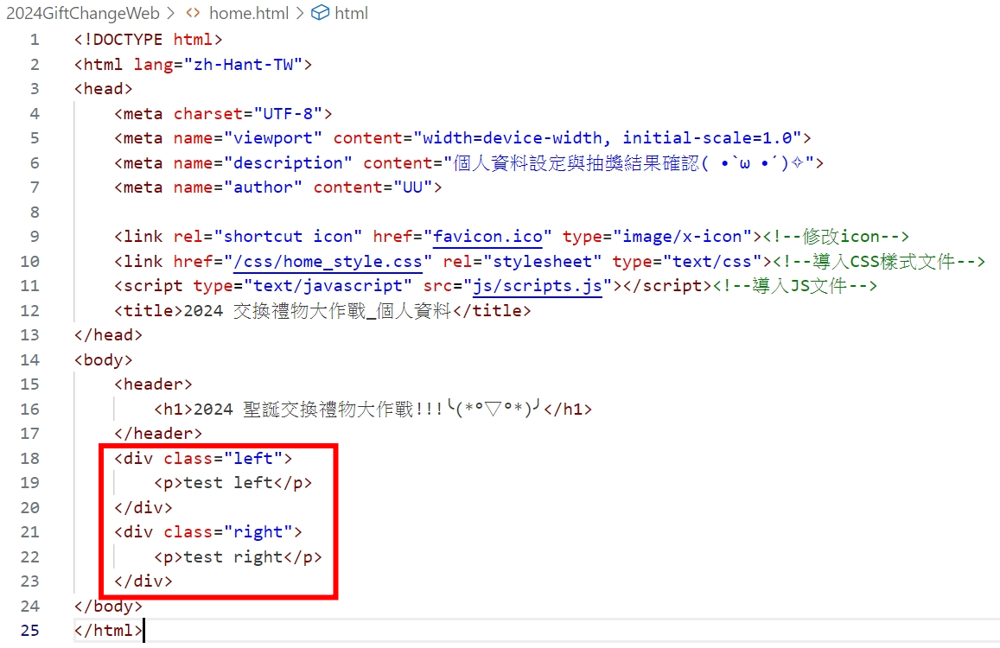 2024GiftChangeWeb > <> home.html > html
1 <!DOCTYPE html>
2 <html lang="zh-Hant-TW">
3 <head>
4 <meta charset="UTF-8">
5 <meta name="viewport" content="width=device-width, initial-scale=1.0">
6 <meta name="description" content="個人資料設定與抽獎結果確認( •̀ ω •́ )✧">
7 <meta name="author" content="UU">
8
9 <link rel="shortcut icon" href="favicon.ico" type="image/x-icon"><!--修改icon-->
10 <link href="/css/home_style.css" rel="stylesheet" type="text/css"><!--導入CSS樣式文件-->
11 <script type="text/javascript" src="js/scripts.js"></script><!--導入JS文件-->
12 <title>2024 交換禮物大作戰_個人資料</title>
13 </head>
14 <body>
15 <header>
16 <h1>2024 聖誕交換禮物大作戰!!!╰(*°▽°*)╯</h1>
17 </header>
18 <div class="left">
19 <p>test left</p>
20 </div>
21 <div class="right">
22 <p>test right</p>
23 </div>
24 </body>
25 </html>